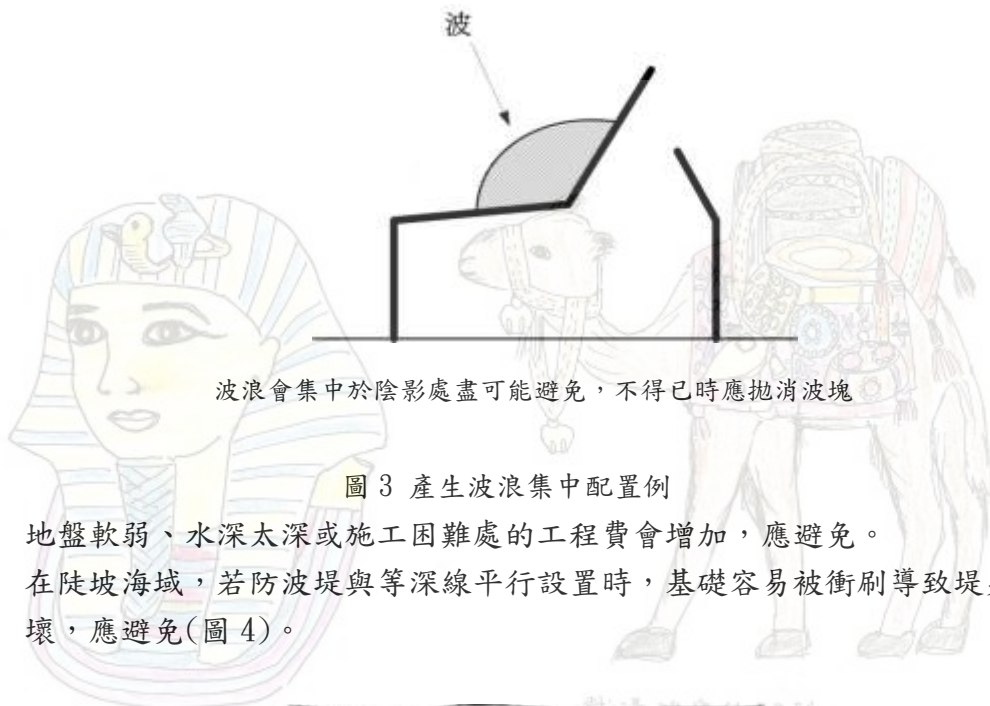 波
波浪會集中於陰影處盡可能避免，不得已時應拋消波塊
圖 3 產生波浪集中配置例
地盤軟弱、水深太深或施工困難處的工程費會增加，應避免。
在陡坡海域，若防波堤與等深線平行設置時，基礎容易被衝刷導致堤
壞，應避免(圖 4)。